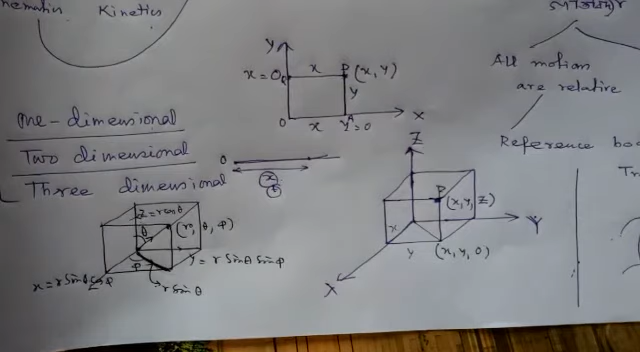 Kinetics
All motion
are relative
Reference
Y
x = 0
x
P (x, y)
y
O
x
A
y = 0
X
One-dimensional
Two dimensional
Three dimensional
O
x
Z
P
(x, y, z)
Y
x
y
(x, y, 0)
X
z = r cos θ
θ
(r, θ, φ)
φ
y = r sin θ sin φ
x = r sin θ cos φ
r sin θ